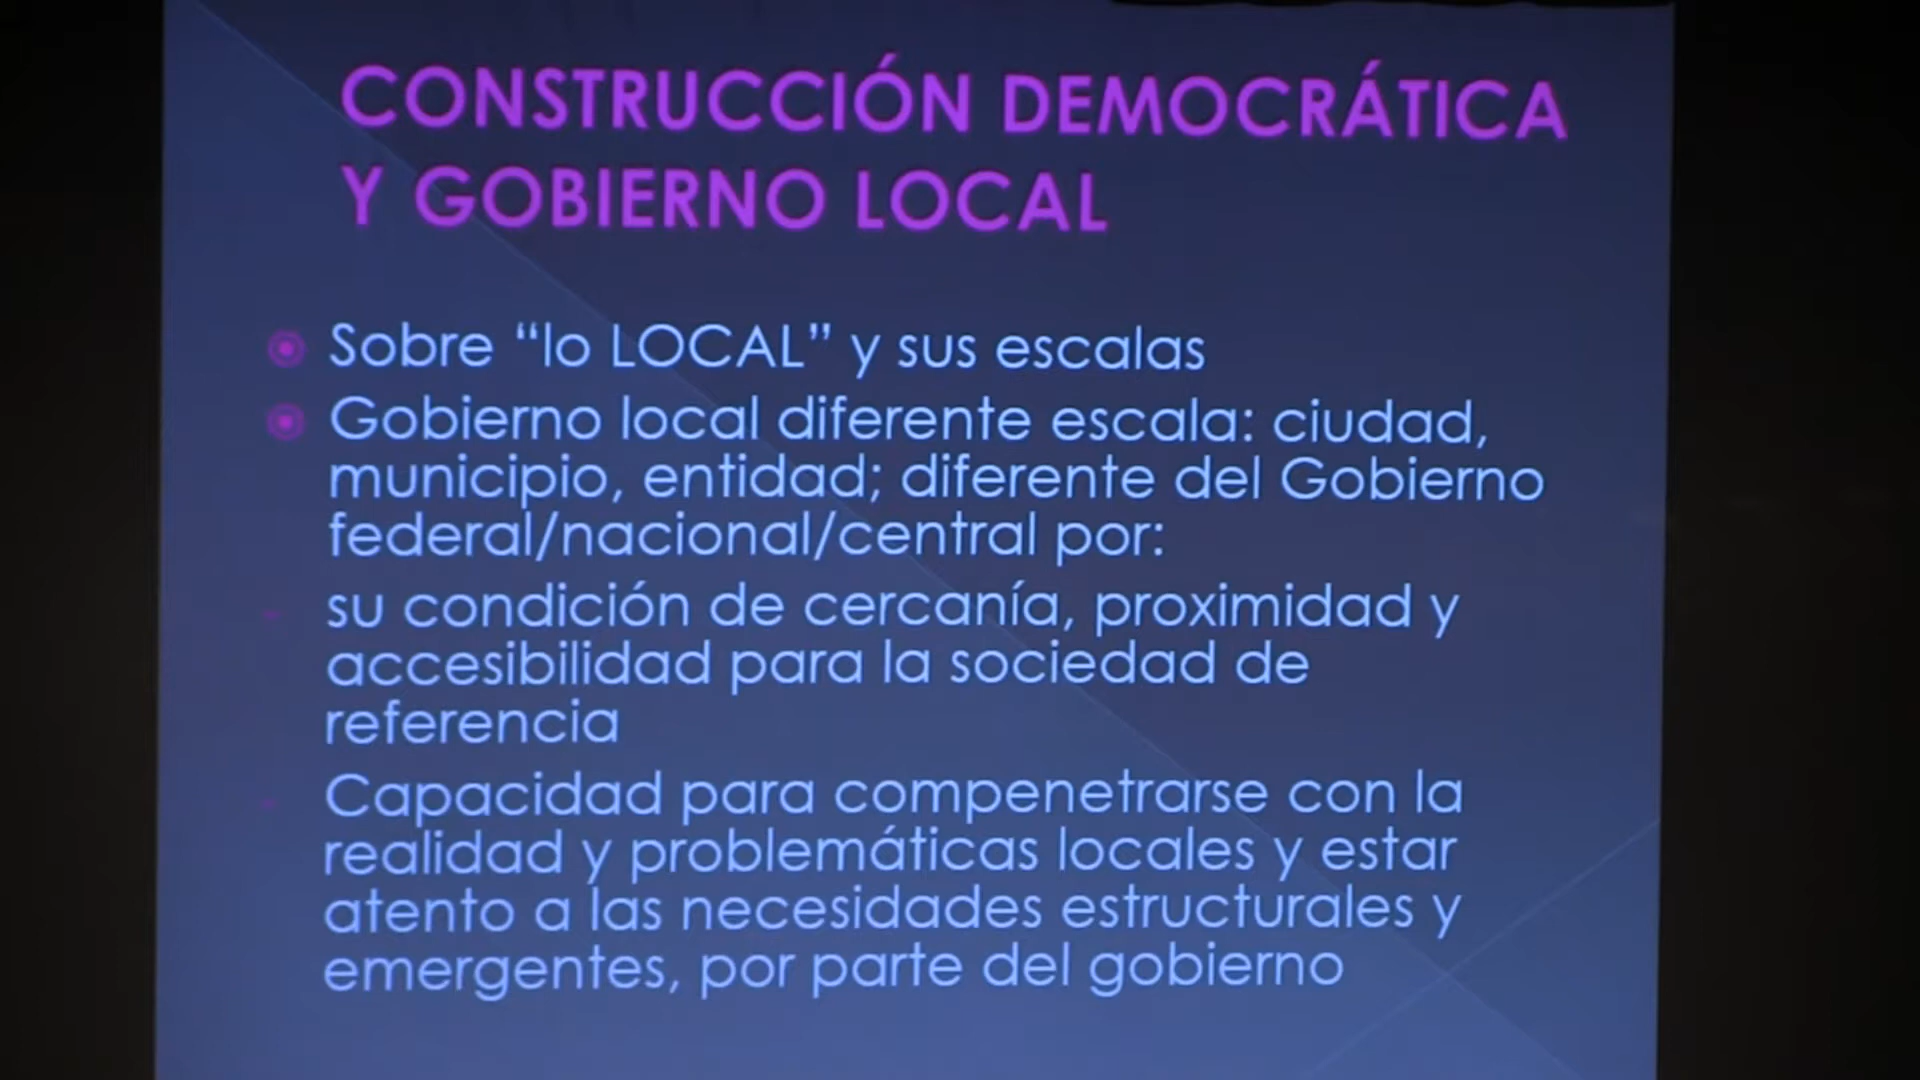 CONSTRUCCIÓN DEMOCRÁTICA
Y GOBIERNO LOCAL
Sobre “lo LOCAL” y sus escalas
Gobierno local diferente escala: ciudad,
municipio, entidad; diferente del Gobierno
federal/nacional/central por:
- su condición de cercanía, proximidad y
accesibilidad para la sociedad de
referencia
- Capacidad para compenetrarse con la
realidad y problemáticas locales y estar
atento a las necesidades estructurales y
emergentes, por parte del gobierno